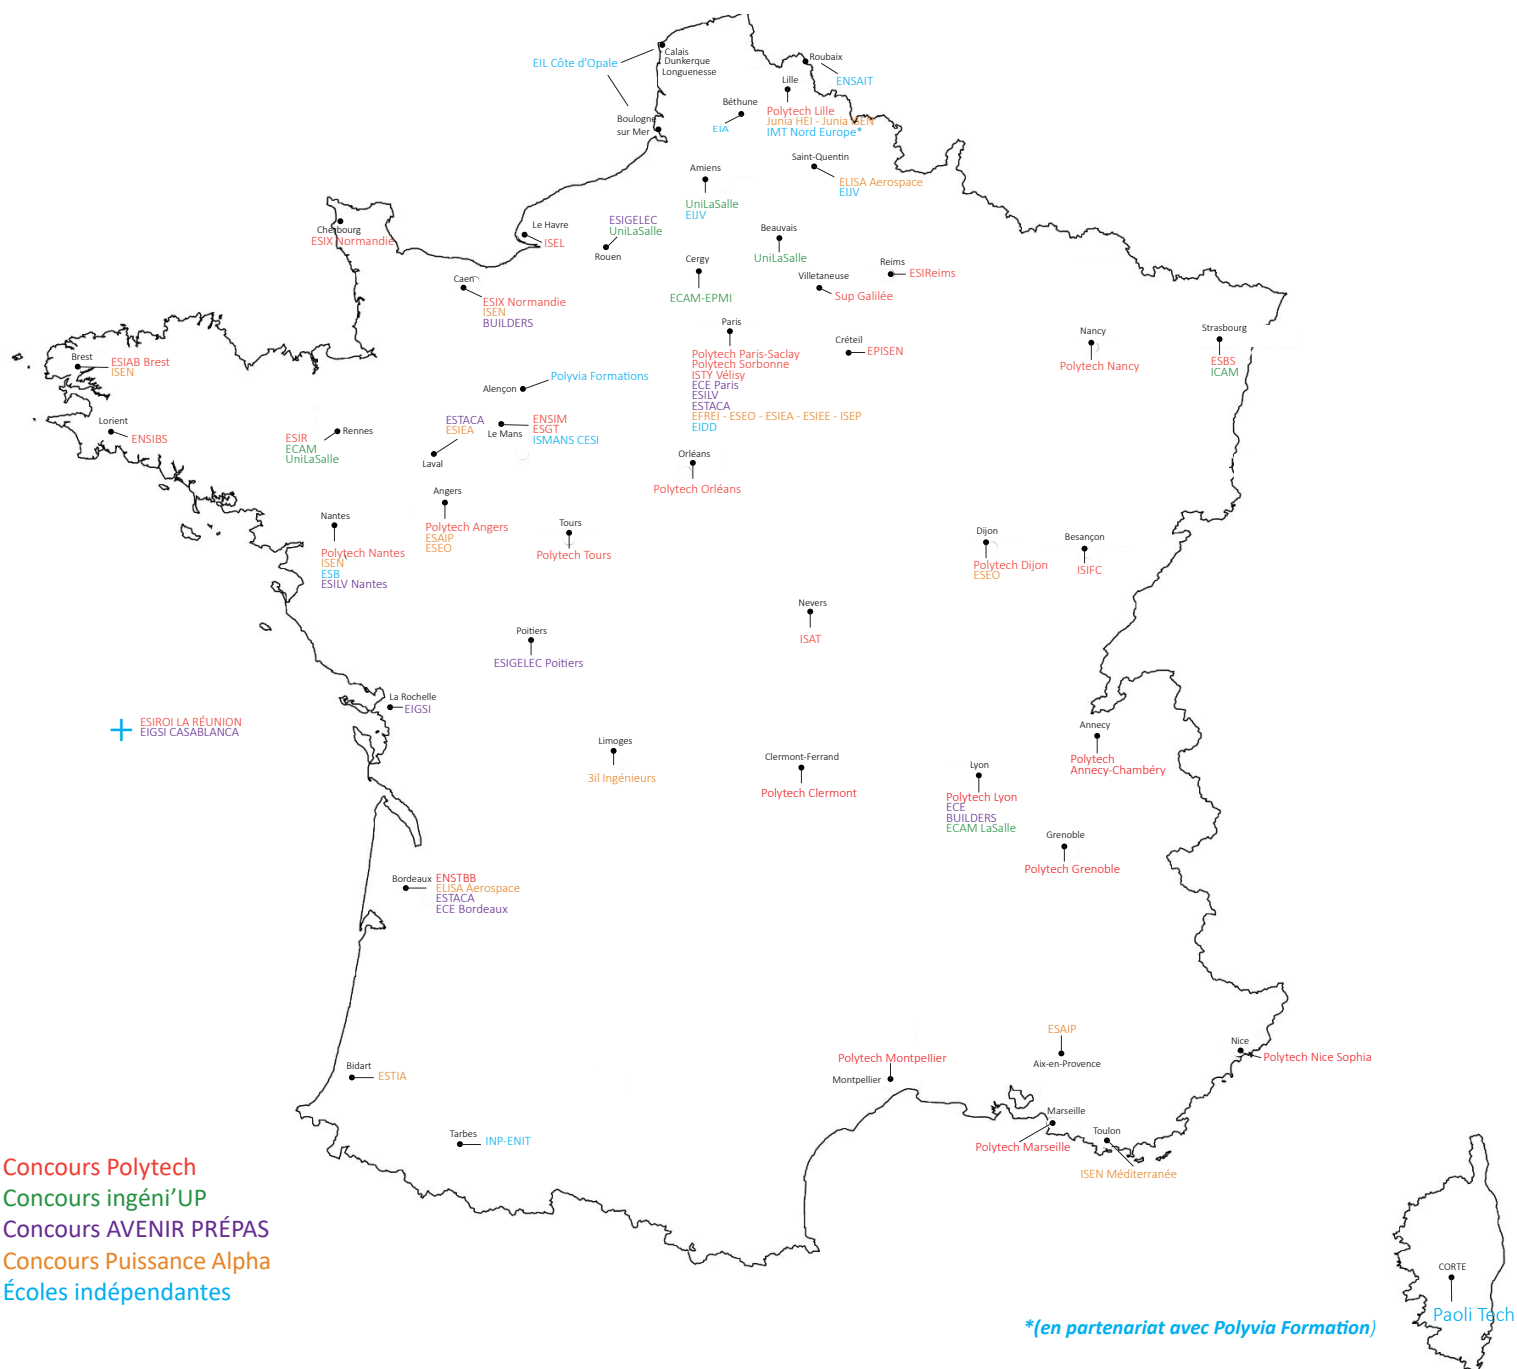 EIL Côte d'Opale
Calais
Dunkerque
Longuenesse
Boulogne
sur Mer
Roubaix
ENSAIT
Lille
Polytech Lille
Junia HEI - Junia ISEN
IMT Nord Europe*
Béthune
EIA
Saint-Quentin
ELISA Aerospace
EIJV
Amiens
UniLaSalle
EIJV
Cherbourg
ESIX Normandie
Le Havre
ISEL
ESIGELEC
UniLaSalle
Rouen
Beauvais
UniLaSalle
Cergy
ECAM-EPMI
Villetaneuse
Sup Galilée
Reims
ESIReims
Caen
ESIX Normandie
ISEN
BUILDERS
Paris
Polytech Paris-Saclay
Polytech Sorbonne
ISTY Vélisy
ECE Paris
ESILV
ESTACA
EFREI - ESEO - ESIEA - ESIEE - ISEP
EIDD
Créteil
EPISEN
Nancy
Polytech Nancy
Strasbourg
ESBS
ICAM
Brest
ESIAB Brest
ISEN
Alençon
Polyvia Formations
Lorient
ENSIBS
Rennes
ESIR
ECAM
UniLaSalle
ESTACA
ESIEA
Laval
Le Mans
ENSIM
ESGT
ISMANS CESI
Orléans
Polytech Orléans
Angers
Polytech Angers
ESAIP
ESEO
Nantes
Polytech Nantes
ISEN
ESB
ESILV Nantes
Tours
Polytech Tours
Dijon
Polytech Dijon
ESEO
Besançon
ISIFC
Nevers
ISAT
Poitiers
ESIGELEC Poitiers
La Rochelle
EIGSI
+ ESIROI LA RÉUNION
EIGSI CASABLANCA
Limoges
3il Ingénieurs
Clermont-Ferrand
Polytech Clermont
Lyon
Polytech Lyon
ECE
BUILDERS
ECAM LaSalle
Annecy
Polytech
Annecy-Chambéry
Grenoble
Polytech Grenoble
Bordeaux
ENSTBB
ELISA Aerospace
ESTACA
ECE Bordeaux
Bidart
ESTIA
Tarbes
INP-ENIT
Polytech Montpellier
Montpellier
ESAIP
Aix-en-Provence
Nice
Polytech Nice Sophia
Marseille
Polytech Marseille
Toulon
ISEN Méditerranée
Concours Polytech
Concours ingéni'UP
Concours AVENIR PRÉPAS
Concours Puissance Alpha
Écoles indépendantes
CORTE
Paoli Tech
*(en partenariat avec Polyvia Formation)